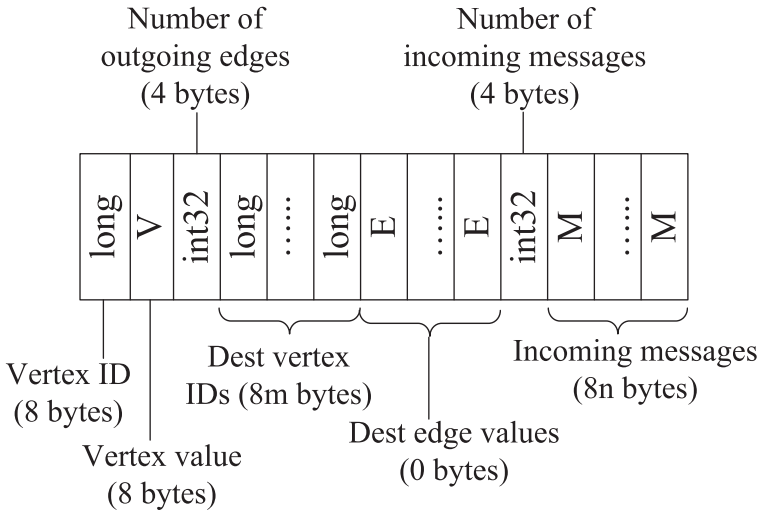 Number of
outgoing edges
(4 bytes)
Number of
incoming messages
(4 bytes)
long
V
int32
long
......
long
E
......
E
int32
M
......
M
Vertex ID
(8 bytes)
Vertex value
(8 bytes)
Dest vertex
IDs (8m bytes)
Dest edge values
(0 bytes)
Incoming messages
(8n bytes)